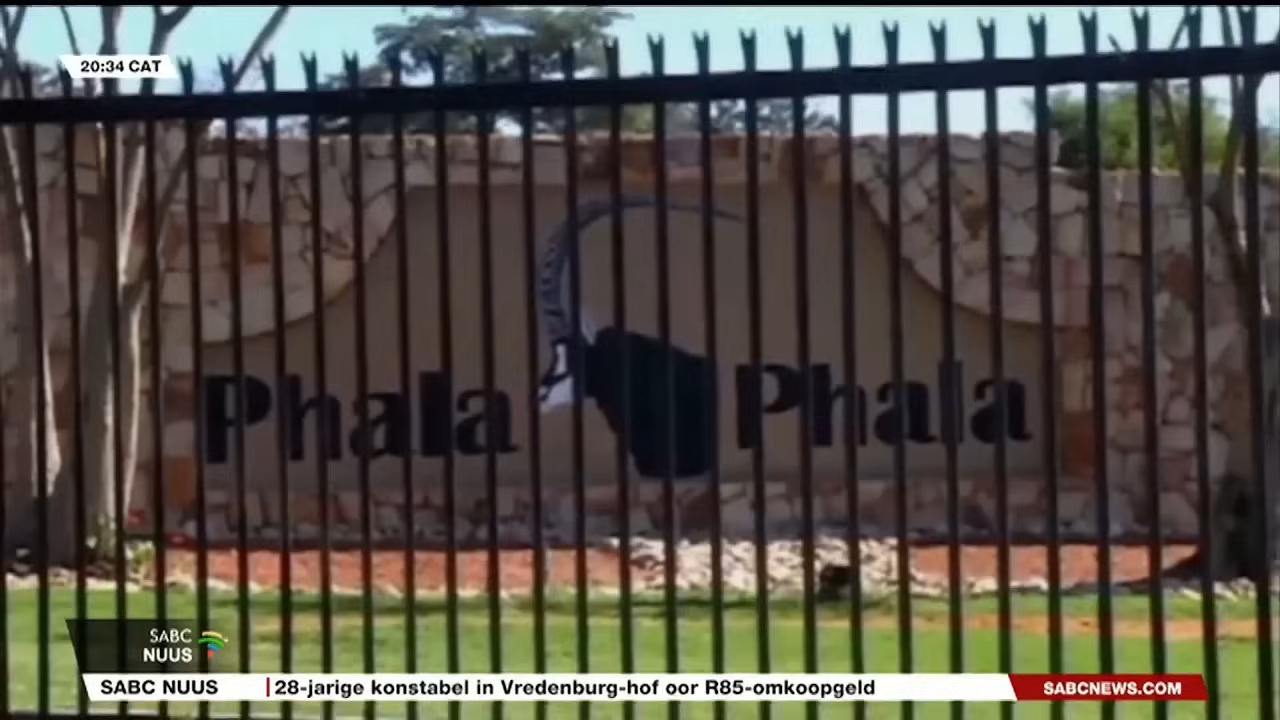 20:34 CAT
Phala Phala
SABC
NUUS
SABC NUUS
28-jarige konstabel in Vredenburg-hof oor R85-omkoopgeld
SABCNEWS.COM